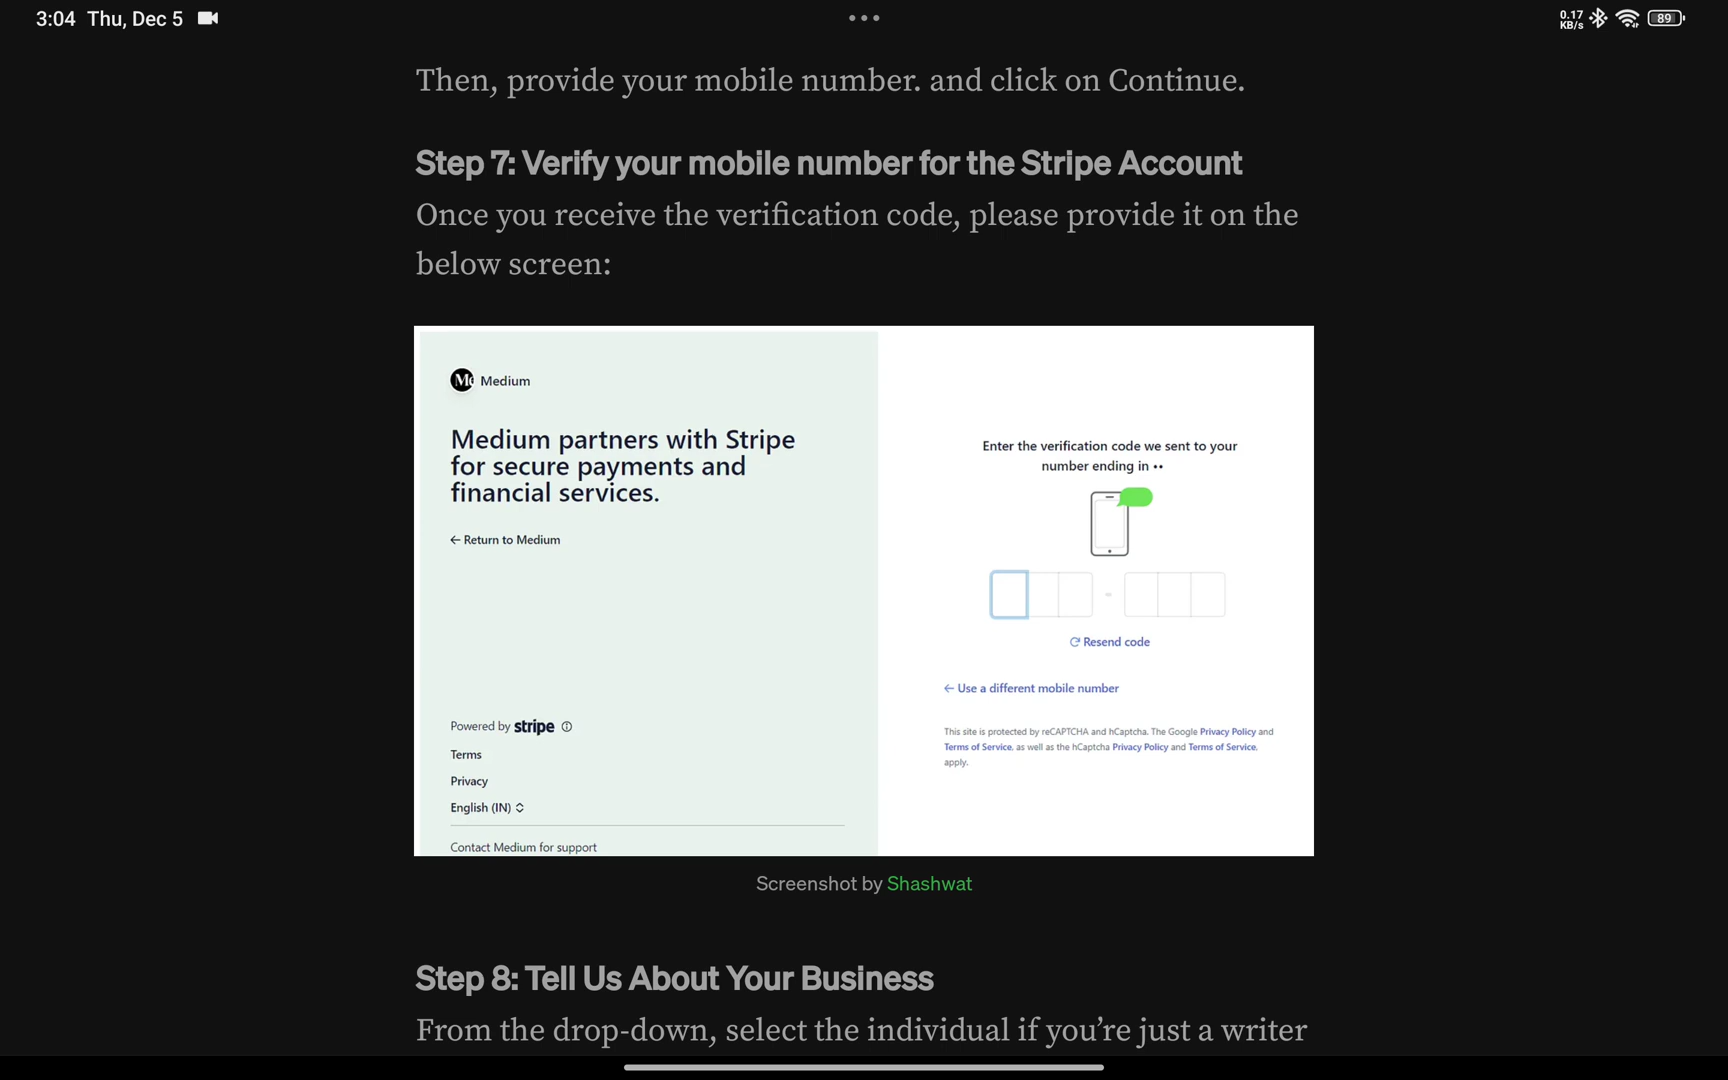 3:04 Thu, Dec 5
0.17
KB/s
89
Then, provide your mobile number. and click on Continue.
Step 7: Verify your mobile number for the Stripe Account
Once you receive the verification code, please provide it on the
below screen:
Medium
Medium partners with Stripe
for secure payments and
financial services.
← Return to Medium
Powered by stripe
Terms
Privacy
English (IN)
Contact Medium for support
Enter the verification code we sent to your
number ending in ••
Resend code
← Use a different mobile number
This site is protected by reCAPTCHA and hCaptcha. The Google Privacy Policy and
Terms of Service, as well as the hCaptcha Privacy Policy and Terms of Service,
apply.
Screenshot by Shashwat
Step 8: Tell Us About Your Business
From the drop-down, select the individual if you’re just a writer